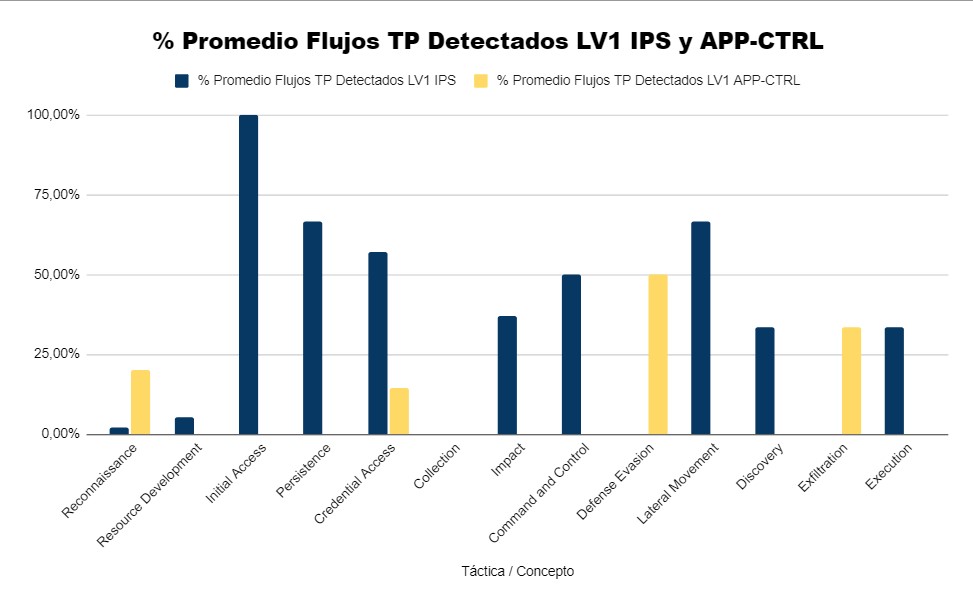 % Promedio Flujos TP Detectados LV1 IPS y APP-CTRL
% Promedio Flujos TP Detectados LV1 IPS
% Promedio Flujos TP Detectados LV1 APP-CTRL
100,00%
75,00%
50,00%
25,00%
0,00%
Reconnaissance
Resource Development
Initial Access
Persistence
Credential Access
Collection
Impact
Command and Control
Defense Evasion
Lateral Movement
Discovery
Exfiltration
Execution
Táctica / Concepto